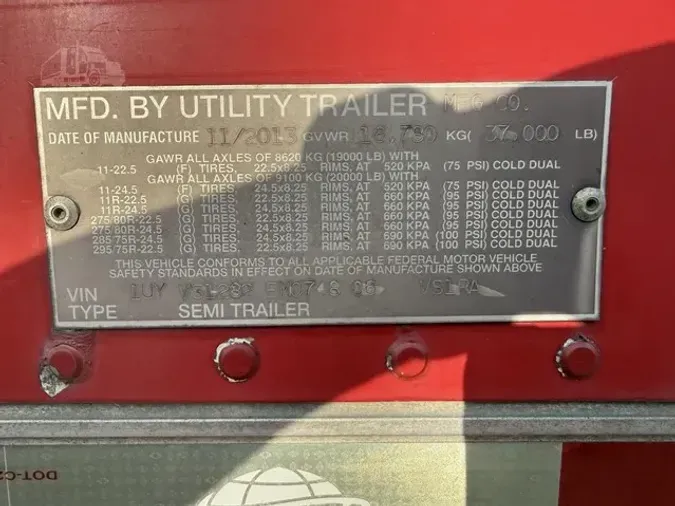 MFD. BY UTILITY TRAILER MFG CO.
DATE OF MANUFACTURE 11/2013 GVWR KG( 37,000 LB)
GAWR ALL AXLES OF 8620 KG (19000 LB) WITH
11-22.5 (F) TIRES, 22.5x8.25 RIMS, AT 520 KPA (75 PSI) COLD DUAL
GAWR ALL AXLES OF 9100 KG (20000 LB) WITH
11-24.5 (F) TIRES, 24.5x8.25 RIMS, AT 520 KPA (75 PSI) COLD DUAL
11R-22.5 (G) TIRES, 22.5x8.25 RIMS, AT 660 KPA (95 PSI) COLD DUAL
11R-24.5 (G) TIRES, 24.5x8.25 RIMS, AT 660 KPA (95 PSI) COLD DUAL
275/80R-22.5 (G) TIRES, 22.5x8.25 RIMS, AT 660 KPA (95 PSI) COLD DUAL
275/80R-24.5 (G) TIRES, 24.5x8.25 RIMS, AT 660 KPA (95 PSI) COLD DUAL
285/75R-24.5 (G) TIRES, 24.5x8.25 RIMS, AT 690 KPA (100 PSI) COLD DUAL
295/75R-22.5 (G) TIRES, 22.5x8.25 RIMS, AT 690 KPA (100 PSI) COLD DUAL
THIS VEHICLE CONFORMS TO ALL APPLICABLE FEDERAL MOTOR VEHICLE
SAFETY STANDARDS IN EFFECT ON DATE OF MANUFACTURE SHOWN ABOVE
VIN 1UY VS1RA
TYPE SEMI TRAILER
DOT-C2